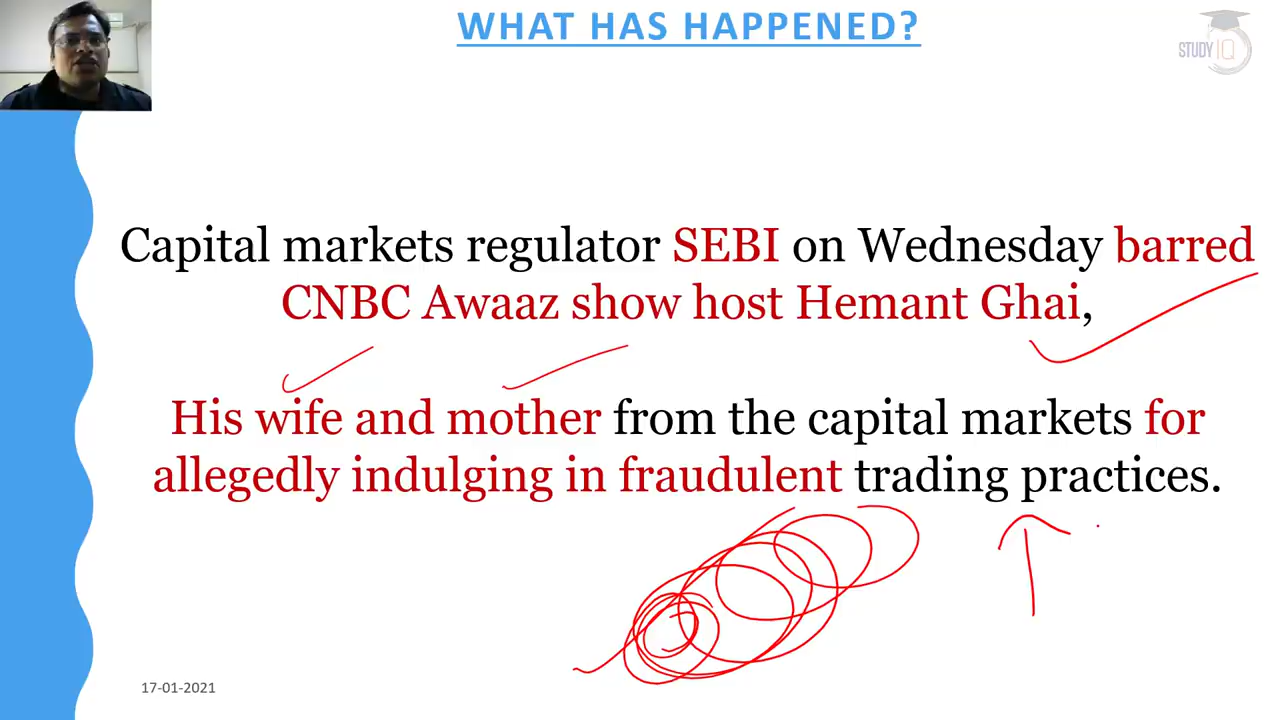 WHAT HAS HAPPENED?
STUDY IQ
Capital markets regulator SEBI on Wednesday barred
CNBC Awaaz show host Hemant Ghai,
His wife and mother from the capital markets for
allegedly indulging in fraudulent trading practices.
17-01-2021